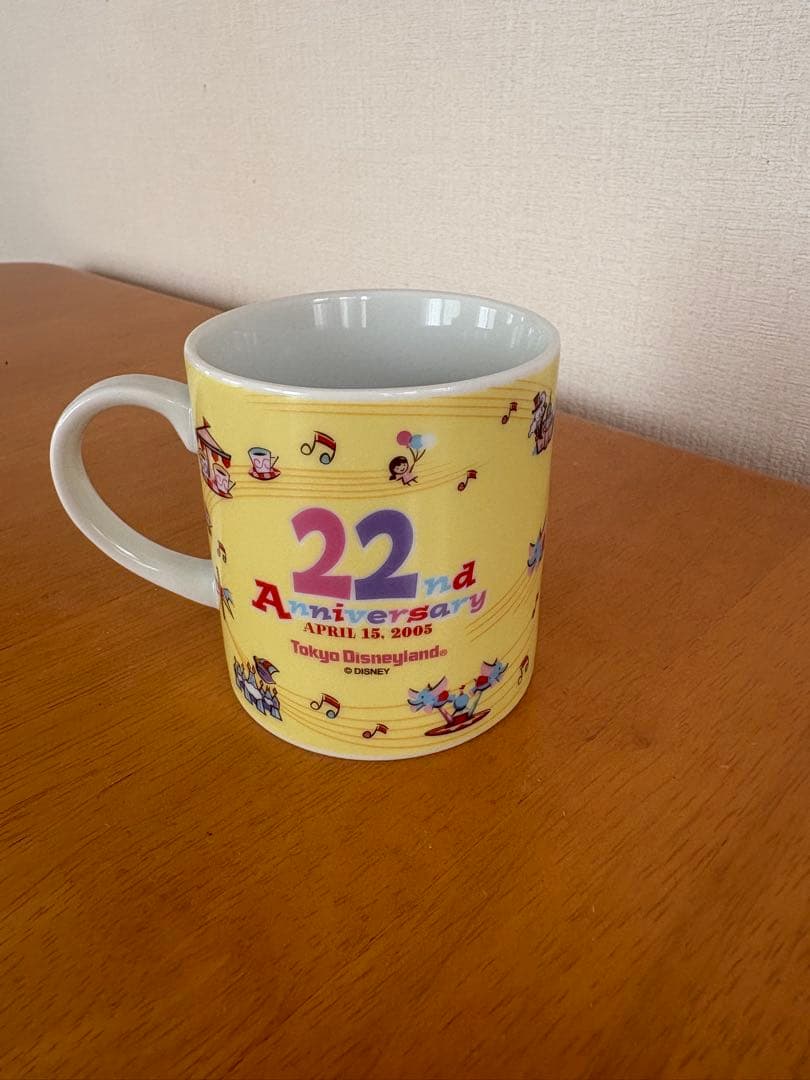 22nd
Anniversary
APRIL 15, 2005
Tokyo Disneyland®
© DISNEY